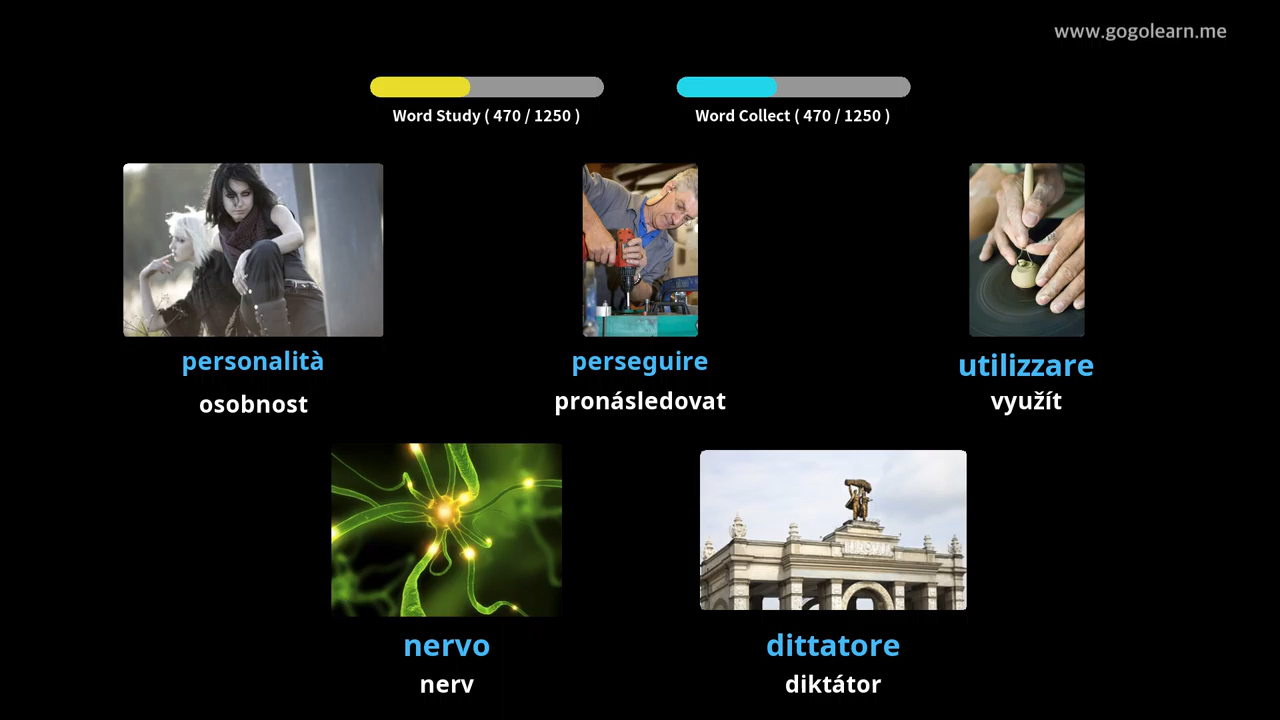 www.gogolearn.me
Word Study ( 470 / 1250 )
Word Collect ( 470 / 1250 )
personalità
perseguire
utilizzare
osobnost
pronásledovat
využít
nervo
dittatore
nerv
diktátor